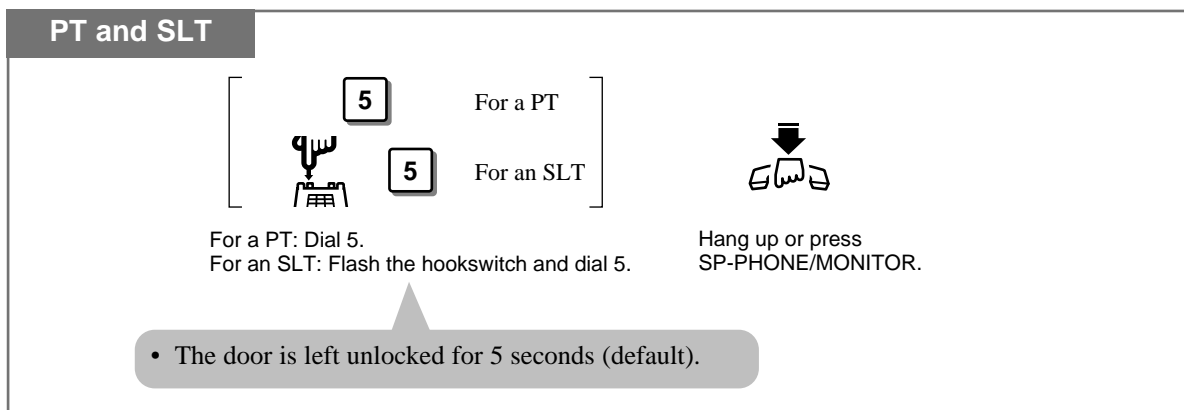 PT and SLT
5 For a PT
5 For an SLT
For a PT: Dial 5.
For an SLT: Flash the hookswitch and dial 5.
Hang up or press
SP-PHONE/MONITOR.
• The door is left unlocked for 5 seconds (default).